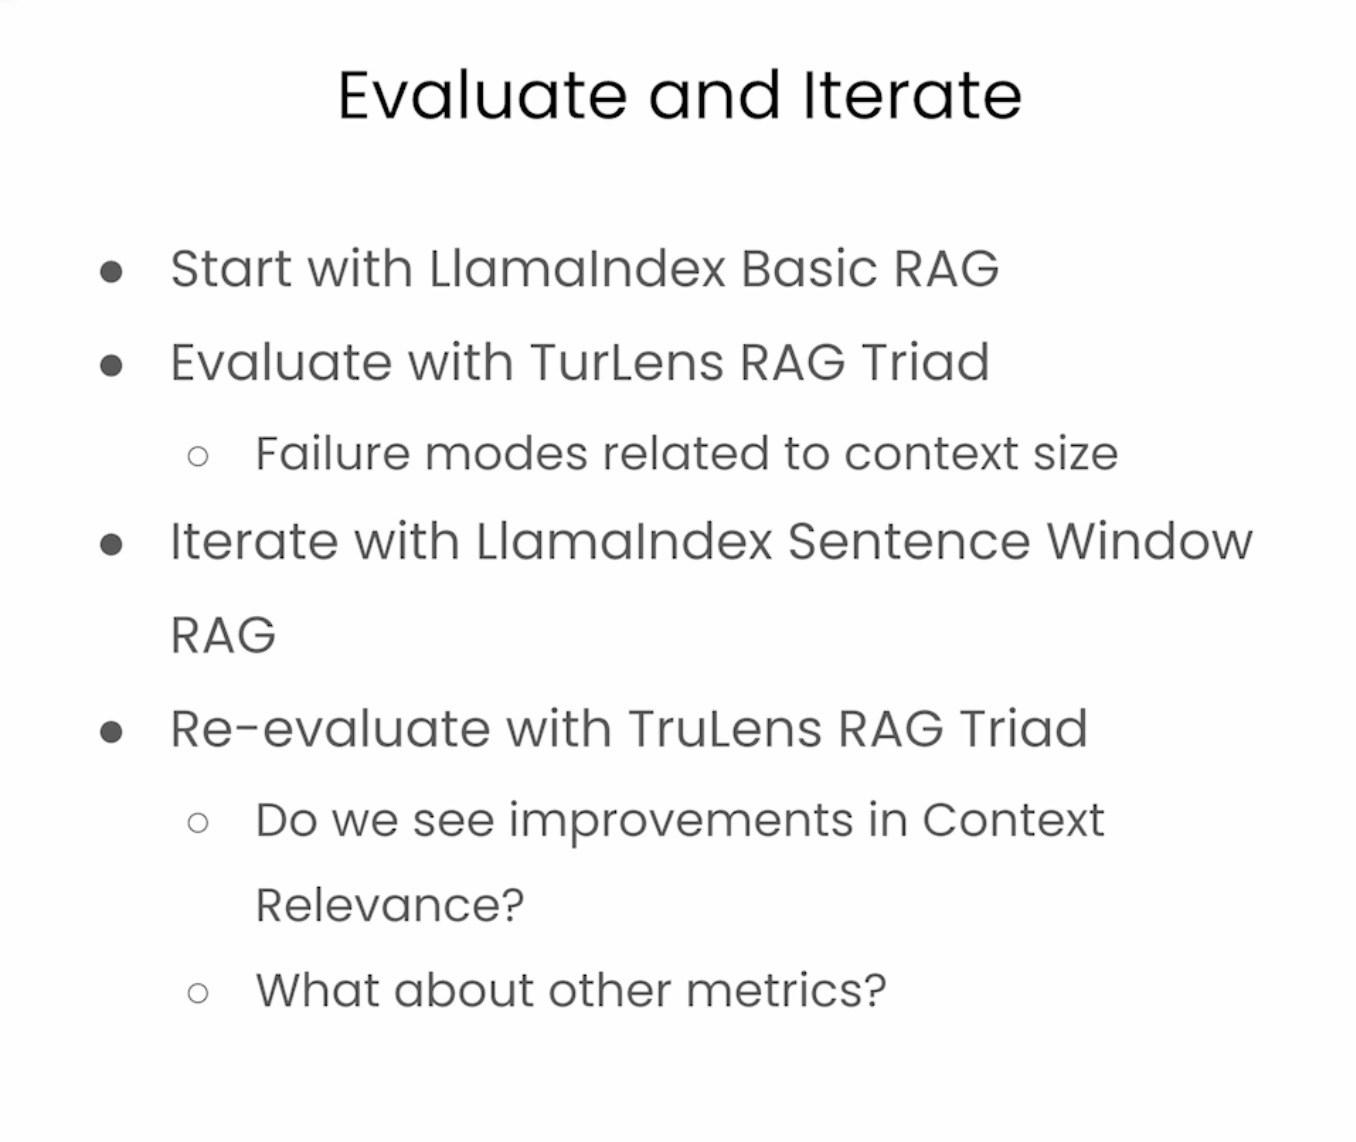 Evaluate and Iterate
● Start with LlamaIndex Basic RAG
● Evaluate with TurLens RAG Triad
○ Failure modes related to context size
● Iterate with LlamaIndex Sentence Window
RAG
● Re-evaluate with TruLens RAG Triad
○ Do we see improvements in Context
Relevance?
○ What about other metrics?